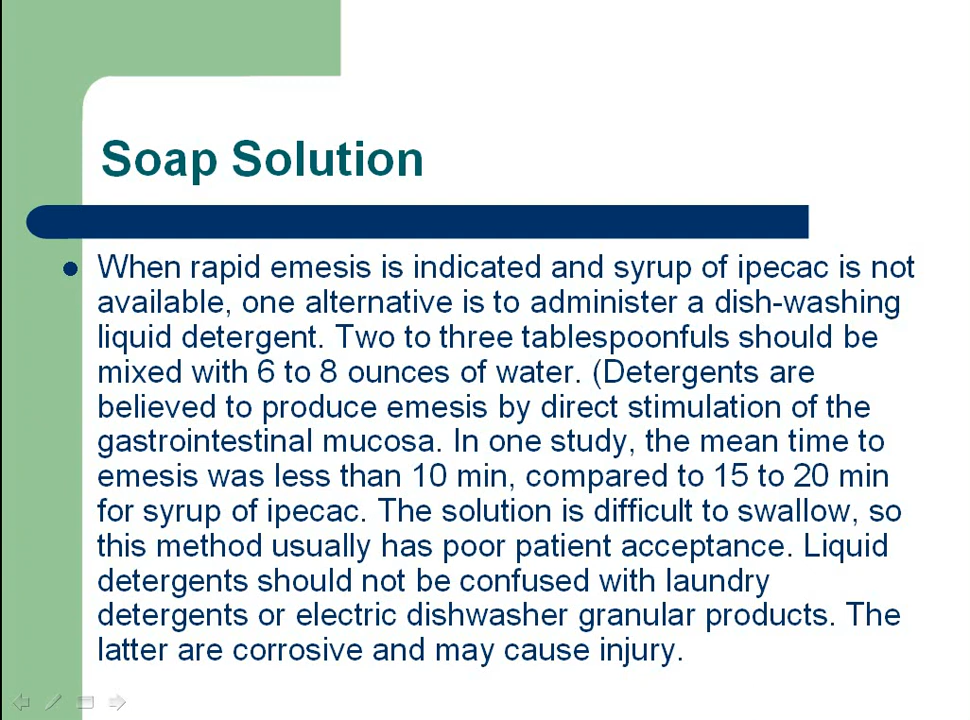 Soap Solution
When rapid emesis is indicated and syrup of ipecac is not
available, one alternative is to administer a dish-washing
liquid detergent. Two to three tablespoonfuls should be
mixed with 6 to 8 ounces of water. (Detergents are
believed to produce emesis by direct stimulation of the
gastrointestinal mucosa. In one study, the mean time to
emesis was less than 10 min, compared to 15 to 20 min
for syrup of ipecac. The solution is difficult to swallow, so
this method usually has poor patient acceptance. Liquid
detergents should not be confused with laundry
detergents or electric dishwasher granular products. The
latter are corrosive and may cause injury.